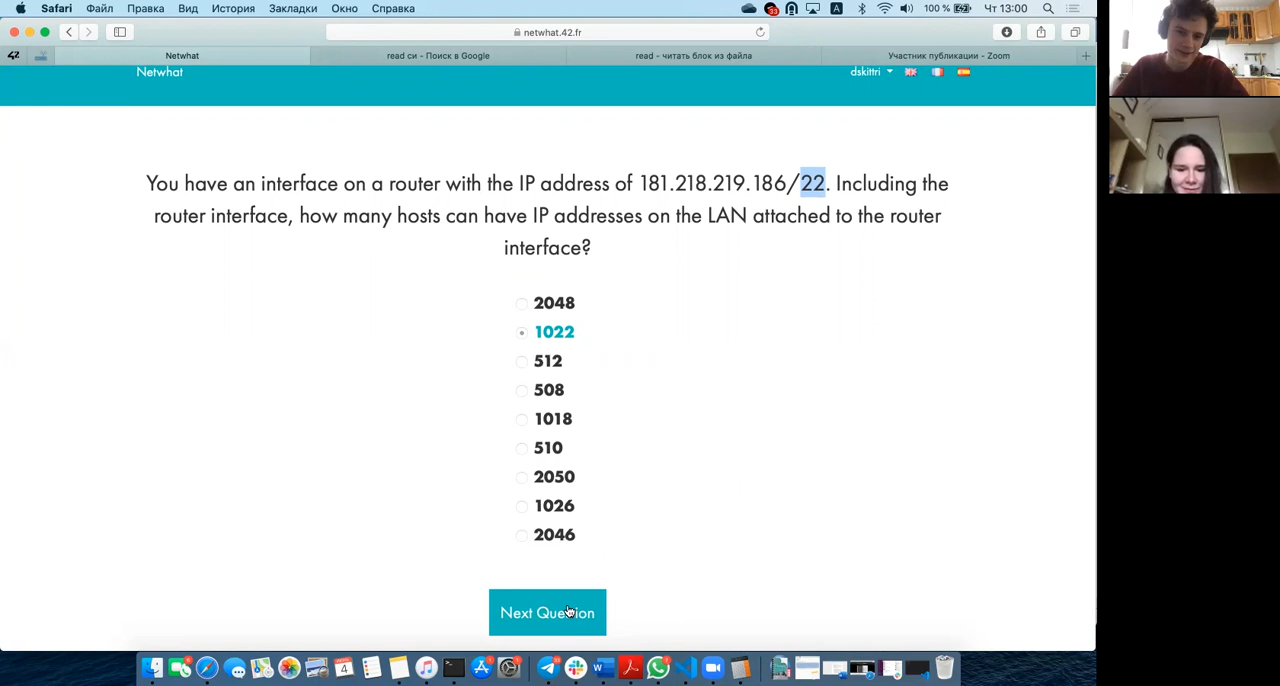 Safari Файл Правка Вид История Закладки Окно Справка 33 A 100 % Чт 13:00
netwhat.42.fr
42 Netwhat read си - Поиск в Google read - читать блок из файла Участник публикации - Zoom
Netwhat dskittri
You have an interface on a router with the IP address of 181.218.219.186/22. Including the
router interface, how many hosts can have IP addresses on the LAN attached to the router
interface?
2048
1022
512
508
1018
510
2050
1026
2046
Next Question